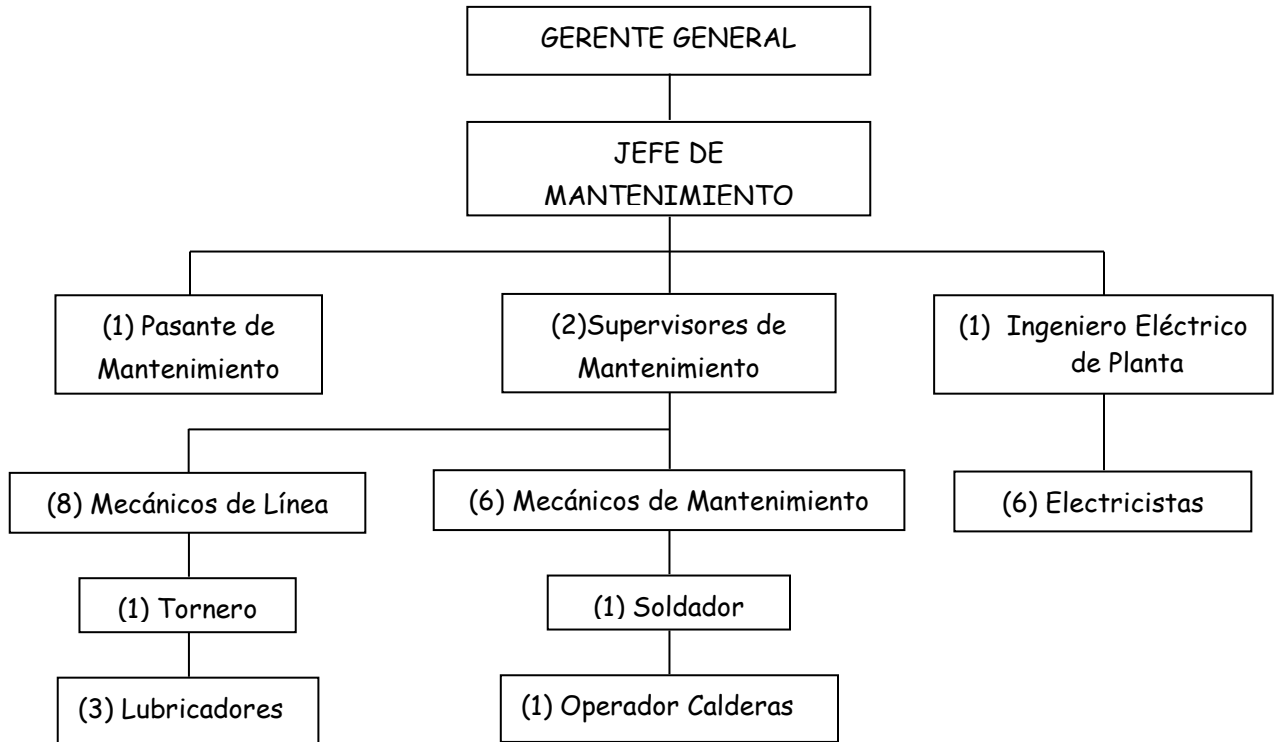 GERENTE GENERAL
JEFE DE
MANTENIMIENTO
(1) Pasante de
Mantenimiento
(2)Supervisores de
Mantenimiento
(1) Ingeniero Eléctrico
de Planta
(8) Mecánicos de Línea
(6) Mecánicos de Mantenimiento
(6) Electricistas
(1) Tornero
(1) Soldador
(3) Lubricadores
(1) Operador Calderas